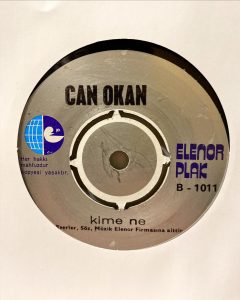 CAN OKAN
Her hakkı
mahfuzdur
kopyesi yasaktır.
ELENOR
PLAK
B - 1011
kime ne
Eserler, Söz, Müzik Elenor Firmasına aittir